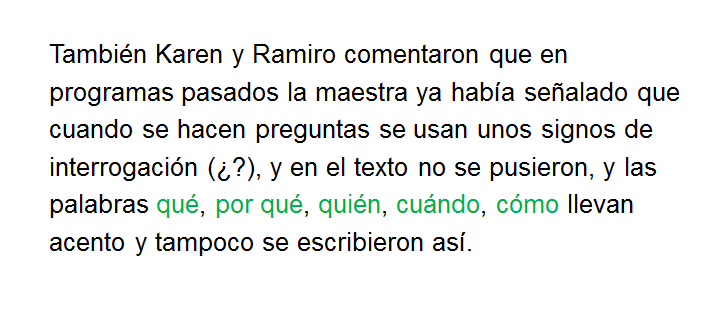 También Karen y Ramiro comentaron que en
programas pasados la maestra ya había señalado que
cuando se hacen preguntas se usan unos signos de
interrogación (¿?), y en el texto no se pusieron, y las
palabras qué, por qué, quién, cuándo, cómo llevan
acento y tampoco se escribieron así.